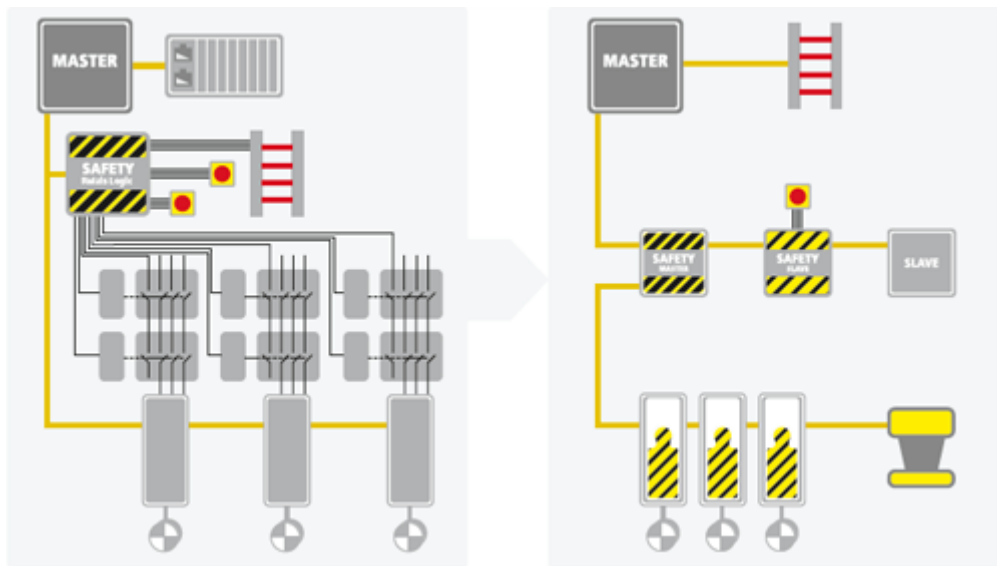 MASTER
SAFETY
Relais Logic
MASTER
SAFETY
MASTER
SAFETY
SLAVE
SLAVE